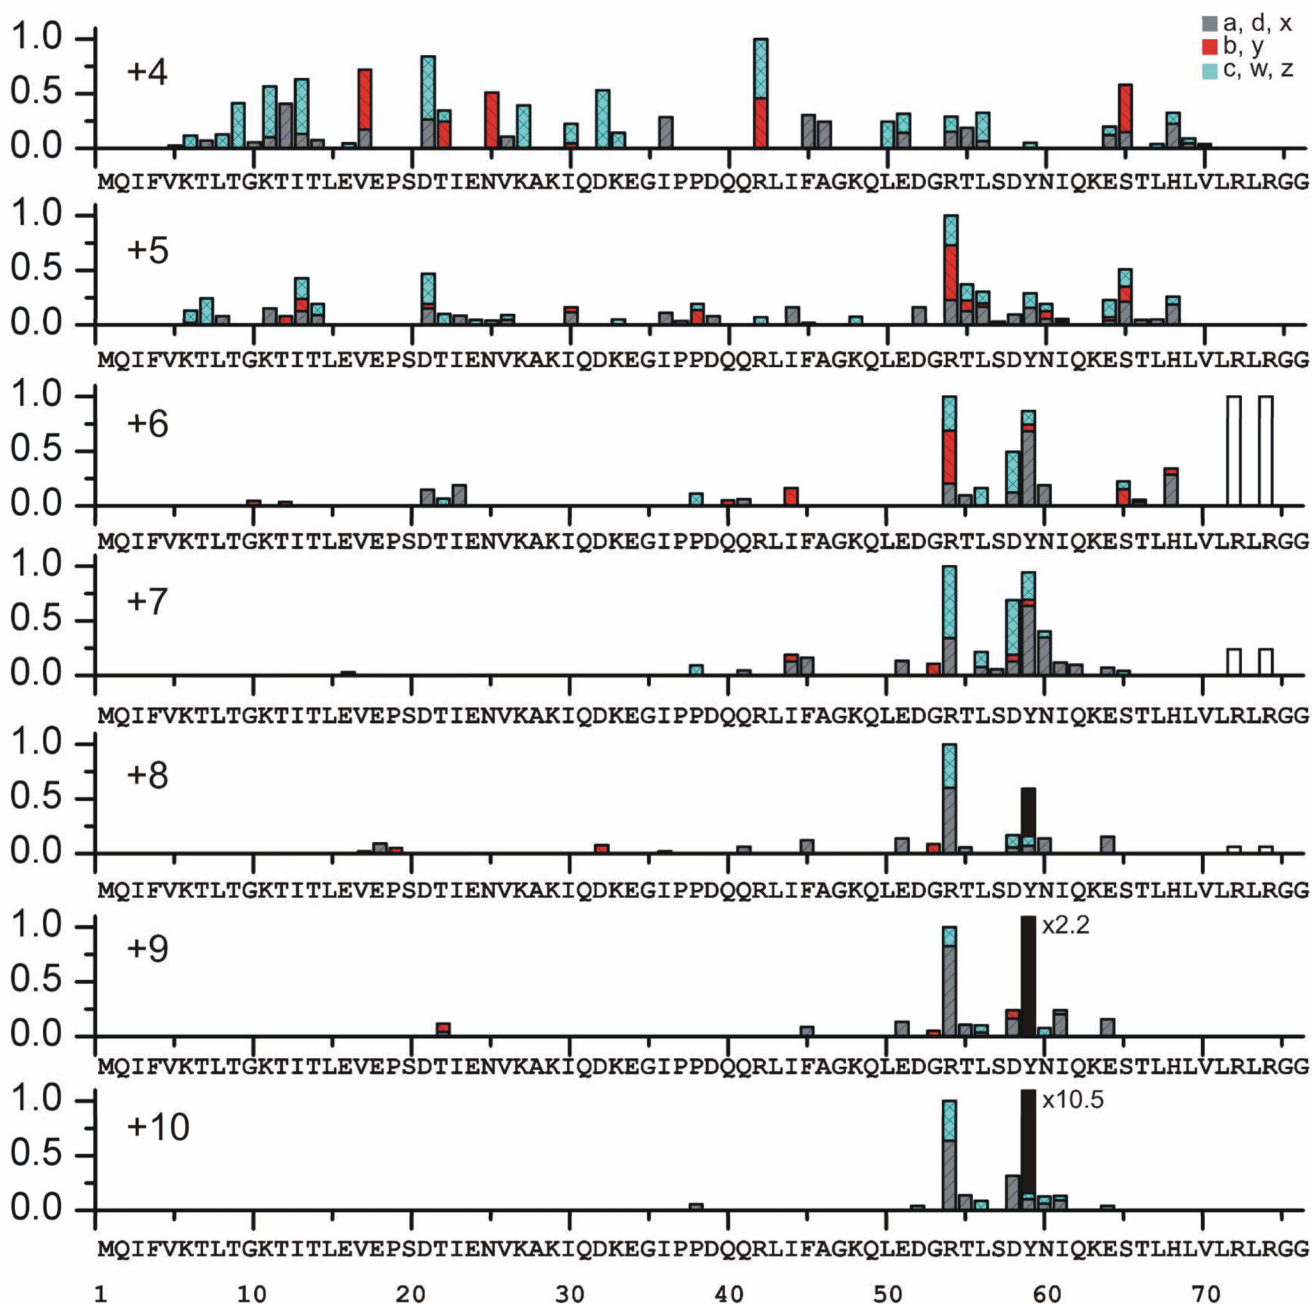 a, d, x
b, y
c, w, z
1.0
+4
0.5
0.0
MQIFVKTLTGKTITLEVEPSDTIENVKAKIQDKEGIPPDQQRLIFAGKQLEDGRTLSDYNIQKESTLHLVLRLRGG
1.0
+5
0.5
0.0
MQIFVKTLTGKTITLEVEPSDTIENVKAKIQDKEGIPPDQQRLIFAGKQLEDGRTLSDYNIQKESTLHLVLRLRGG
1.0
+6
0.5
0.0
MQIFVKTLTGKTITLEVEPSDTIENVKAKIQDKEGIPPDQQRLIFAGKQLEDGRTLSDYNIQKESTLHLVLRLRGG
1.0
+7
0.5
0.0
MQIFVKTLTGKTITLEVEPSDTIENVKAKIQDKEGIPPDQQRLIFAGKQLEDGRTLSDYNIQKESTLHLVLRLRGG
1.0
+8
0.5
0.0
MQIFVKTLTGKTITLEVEPSDTIENVKAKIQDKEGIPPDQQRLIFAGKQLEDGRTLSDYNIQKESTLHLVLRLRGG
1.0 x2.2
+9
0.5
0.0
MQIFVKTLTGKTITLEVEPSDTIENVKAKIQDKEGIPPDQQRLIFAGKQLEDGRTLSDYNIQKESTLHLVLRLRGG
1.0 x10.5
+10
0.5
0.0
MQIFVKTLTGKTITLEVEPSDTIENVKAKIQDKEGIPPDQQRLIFAGKQLEDGRTLSDYNIQKESTLHLVLRLRGG
1 10 20 30 40 50 60 70